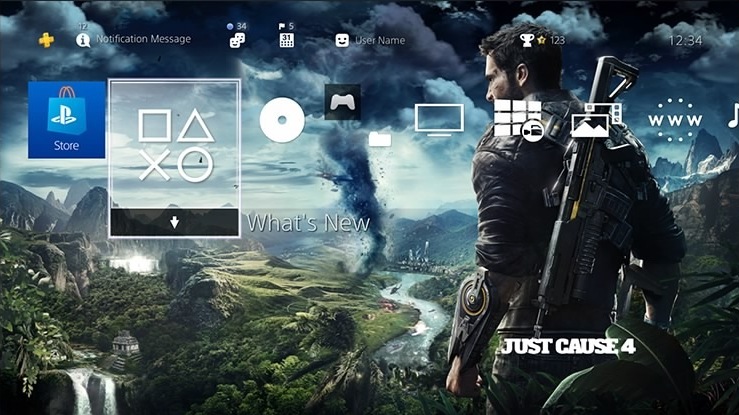 12
34
5
Notification Message
31
User Name
123
12:34
Store
www
What's New
JUST CAUSE 4